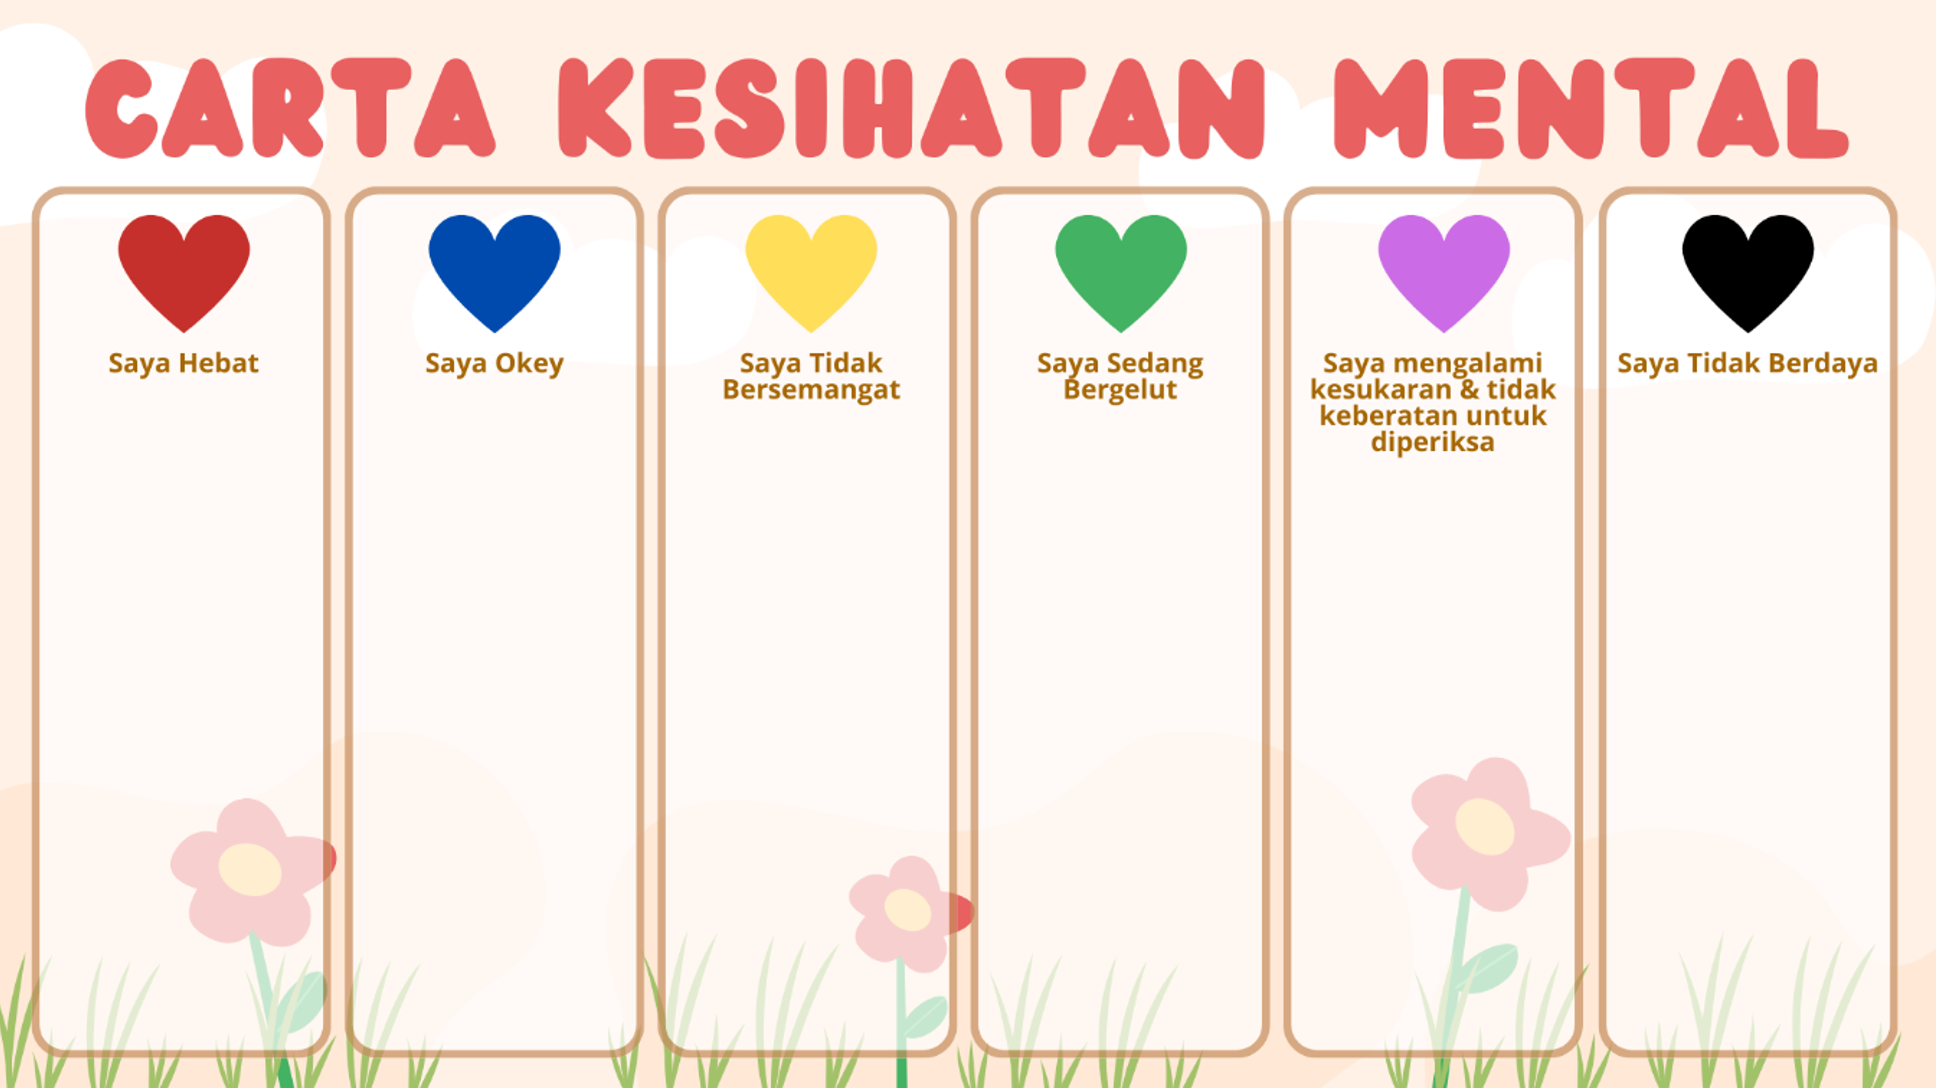 CARTA KESIHATAN MENTAL
Saya Hebat
Saya Okey
Saya Tidak
Bersemangat
Saya Sedang
Bergelut
Saya mengalami
kesukaran & tidak
keberatan untuk
diperiksa
Saya Tidak Berdaya